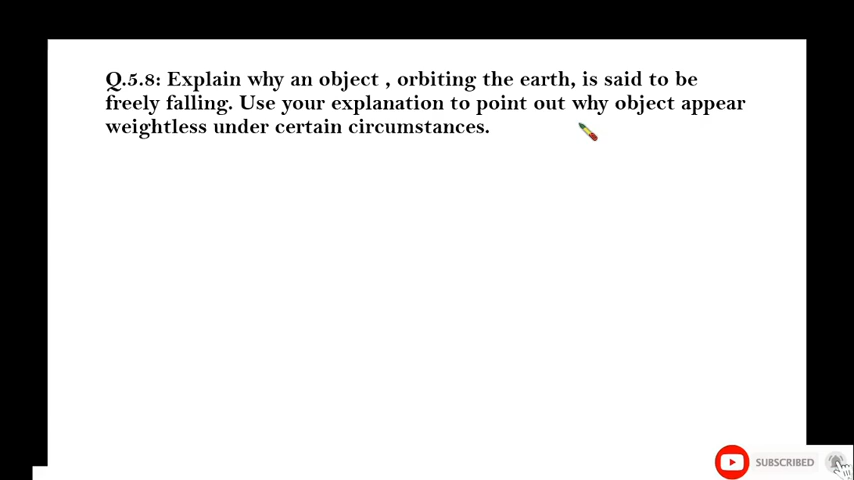 Q.5.8: Explain why an object , orbiting the earth, is said to be
freely falling. Use your explanation to point out why object appear
weightless under certain circumstances.
SUBSCRIBED